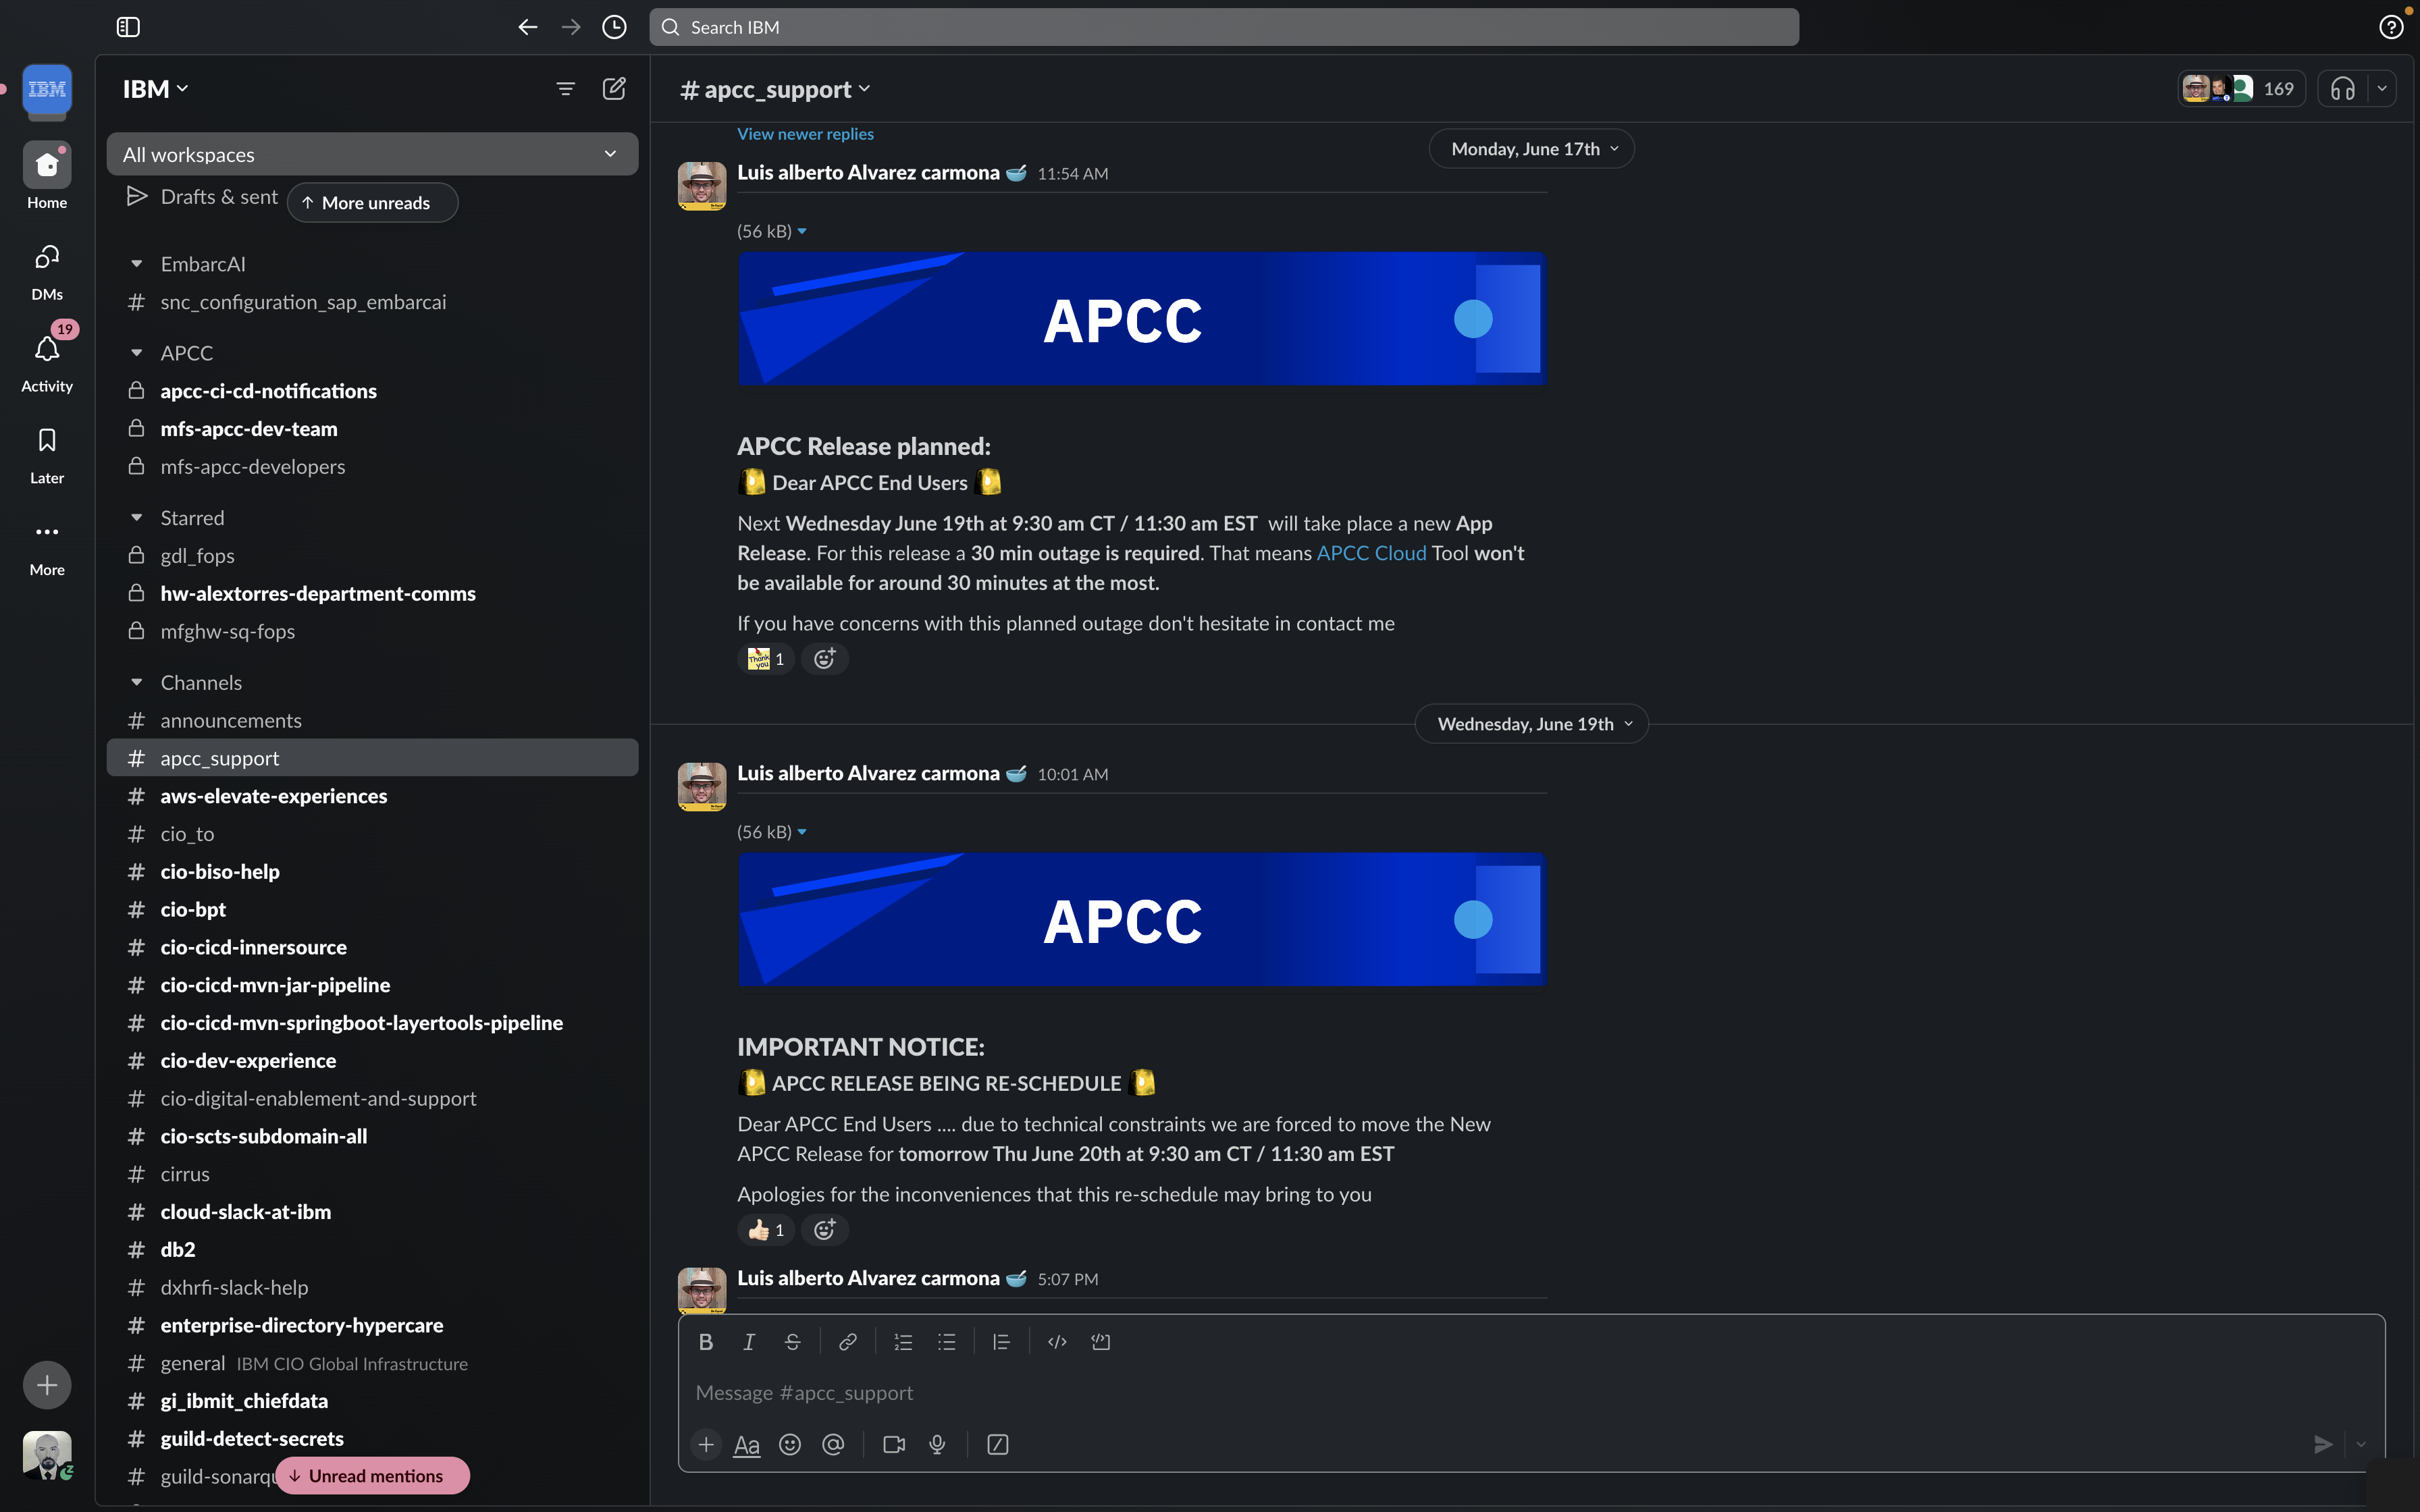 Search IBM
IBM
IBM
All workspaces
Drafts & sent
More unreads
Home
DMs
19
Activity
Later
More
EmbarcAI
snc_configuration_sap_embarcai
APCC
apcc-ci-cd-notifications
mfs-apcc-dev-team
mfs-apcc-developers
Starred
gdl_fops
hw-alextorres-department-comms
mfghw-sq-fops
Channels
# announcements
# apcc_support
# aws-elevate-experiences
# cio_to
# cio-biso-help
# cio-bpt
# cio-cicd-innersource
# cio-cicd-mvn-jar-pipeline
# cio-cicd-mvn-springboot-layertools-pipeline
# cio-dev-experience
# cio-digital-enablement-and-support
# cio-scts-subdomain-all
# cirrus
# cloud-slack-at-ibm
# db2
# dxhrfi-slack-help
# enterprise-directory-hypercare
# general IBM CIO Global Infrastructure
# gi_ibmit_chiefdata
# guild-detect-secrets
# guild-sonarqu
Unread mentions
# apcc_support
169
View newer replies
Monday, June 17th
Luis alberto Alvarez carmona 11:54 AM
(56 kB)
APCC
APCC Release planned:
Dear APCC End Users
Next Wednesday June 19th at 9:30 am CT / 11:30 am EST will take place a new App
Release. For this release a 30 min outage is required. That means APCC Cloud Tool won't
be available for around 30 minutes at the most.
If you have concerns with this planned outage don't hesitate in contact me
Thank you 1
Wednesday, June 19th
Luis alberto Alvarez carmona 10:01 AM
(56 kB)
APCC
IMPORTANT NOTICE:
APCC RELEASE BEING RE-SCHEDULE
Dear APCC End Users .... due to technical constraints we are forced to move the New
APCC Release for tomorrow Thu June 20th at 9:30 am CT / 11:30 am EST
Apologies for the inconveniences that this re-schedule may bring to you
1
Luis alberto Alvarez carmona 5:07 PM
Message #apcc_support
Aa